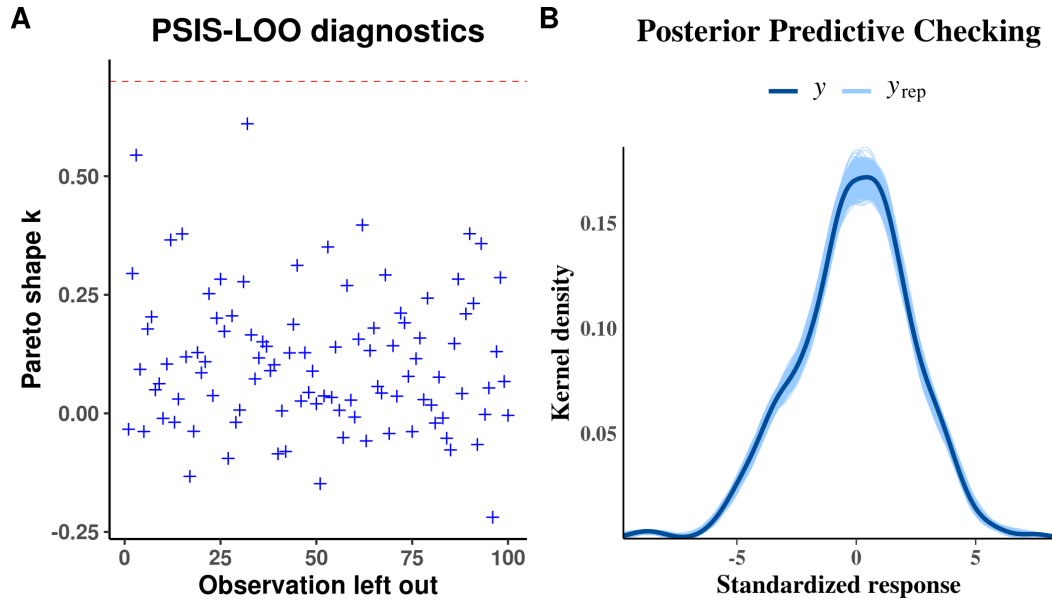 A
PSIS-LOO diagnostics
Pareto shape k
0.50
0.25
0.00
-0.25
0
25
50
75
100
Observation left out
B
Posterior Predictive Checking
y
yrep
Kernel density
0.15
0.10
0.05
-5
0
5
Standardized response